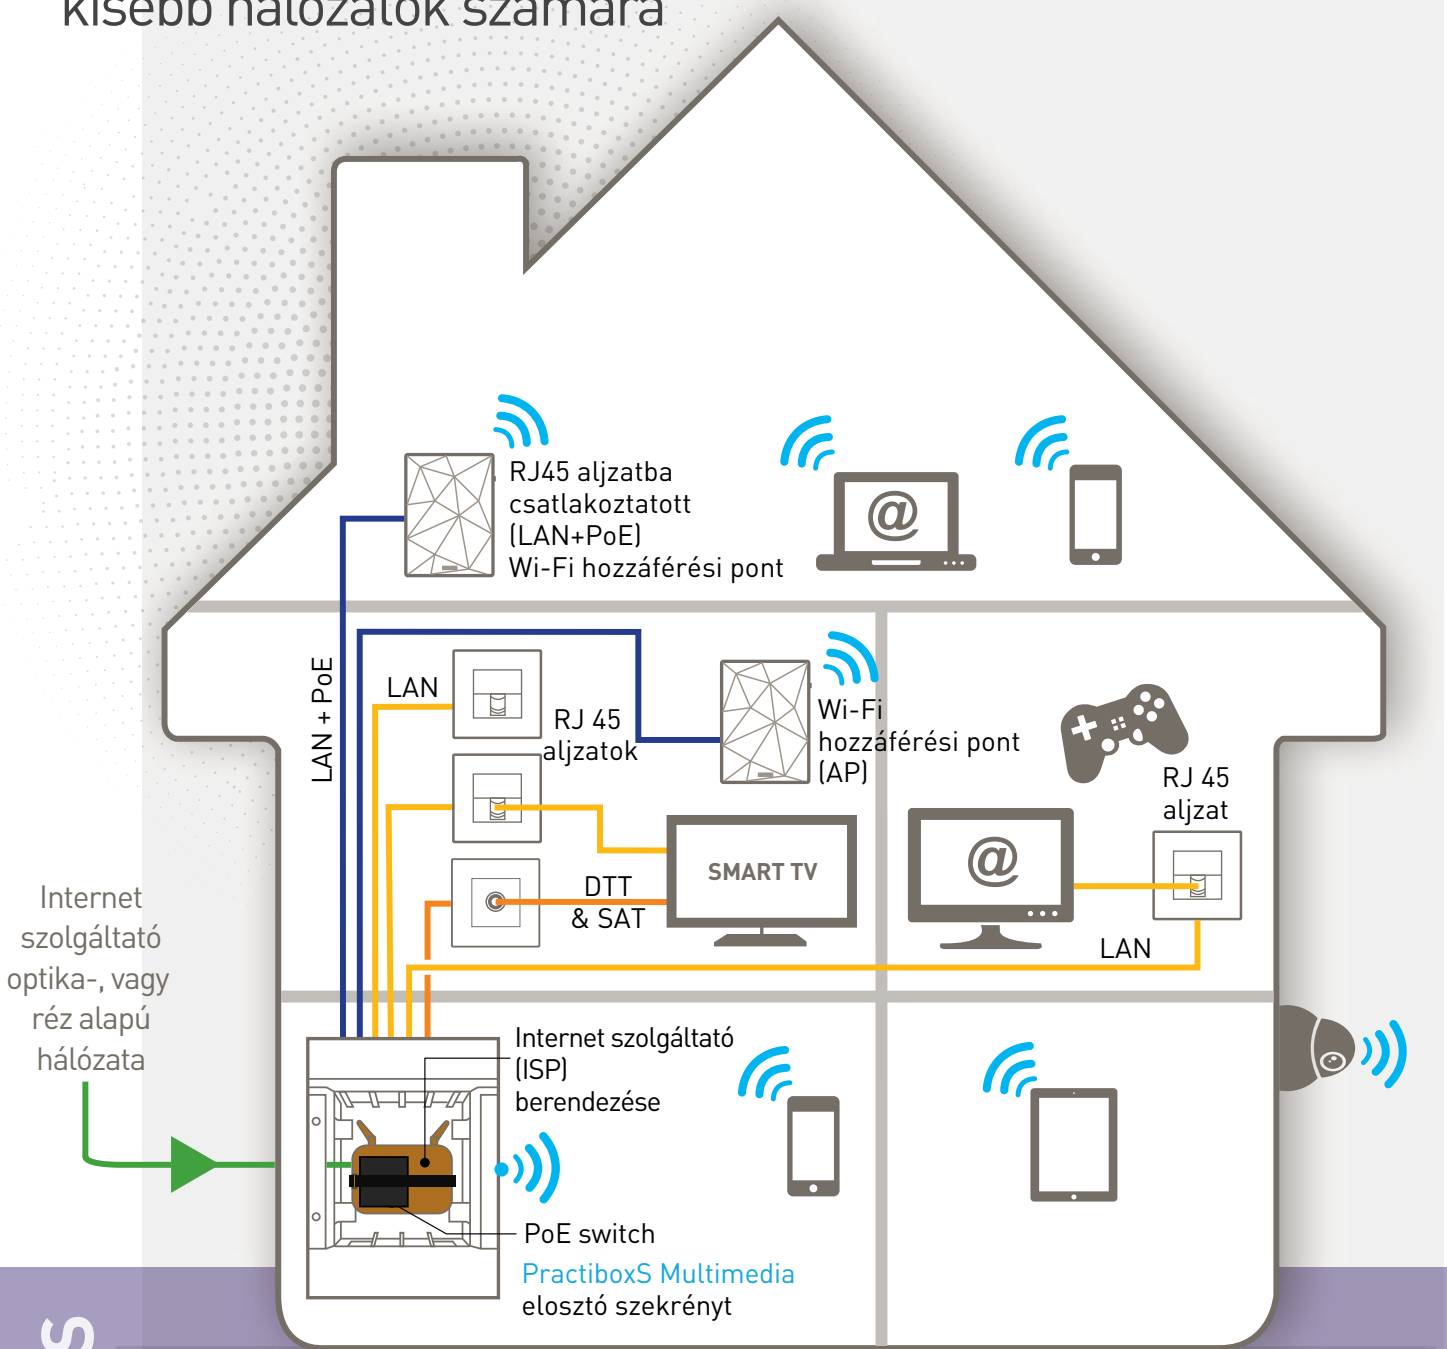 kisebb hálózatok számára
RJ45 aljzatba
csatlakoztatott
(LAN+PoE)
Wi-Fi hozzáférési pont
@
LAN + PoE
LAN
RJ 45
aljzatok
Wi-Fi
hozzáférési pont
(AP)
RJ 45
aljzat
SMART TV
@
DTT
& SAT
LAN
Internet
szolgáltató
optika-, vagy
réz alapú
hálózata
Internet szolgáltató
(ISP)
berendezése
PoE switch
PractiboxS Multimedia
elosztó szekrényt
S